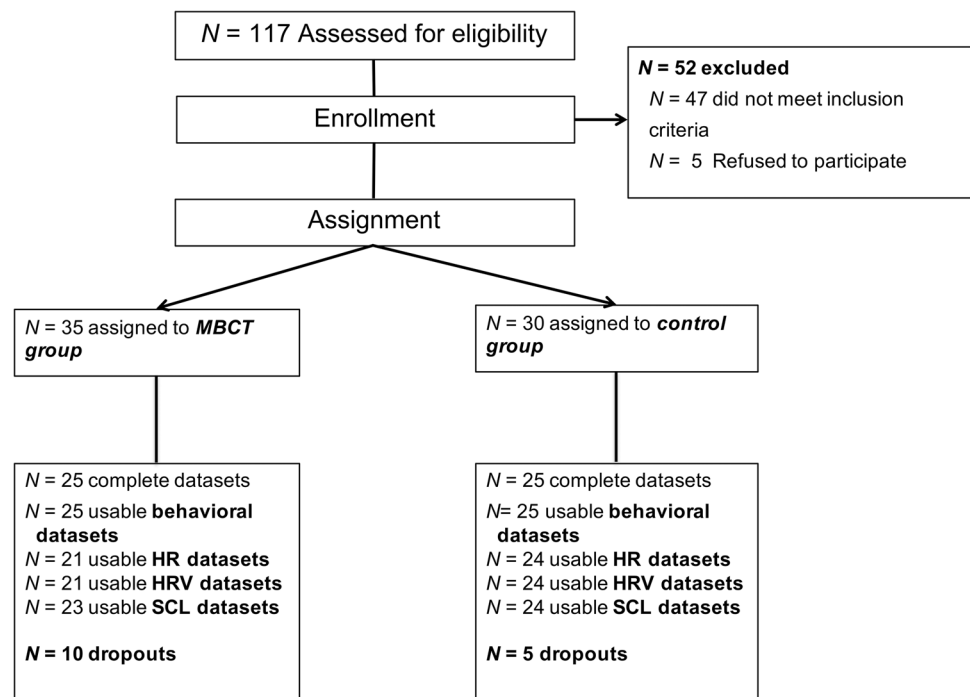 N = 117 Assessed for eligibility
N = 52 excluded
N = 47 did not meet inclusion
criteria
N = 5 Refused to participate
Enrollment
Assignment
N = 35 assigned to MBCT
group
N = 30 assigned to control
group
N = 25 complete datasets
N = 25 usable behavioral
datasets
N = 21 usable HR datasets
N = 21 usable HRV datasets
N = 23 usable SCL datasets
N = 10 dropouts
N = 25 complete datasets
N= 25 usable behavioral
datasets
N = 24 usable HR datasets
N = 24 usable HRV datasets
N = 24 usable SCL datasets
N = 5 dropouts